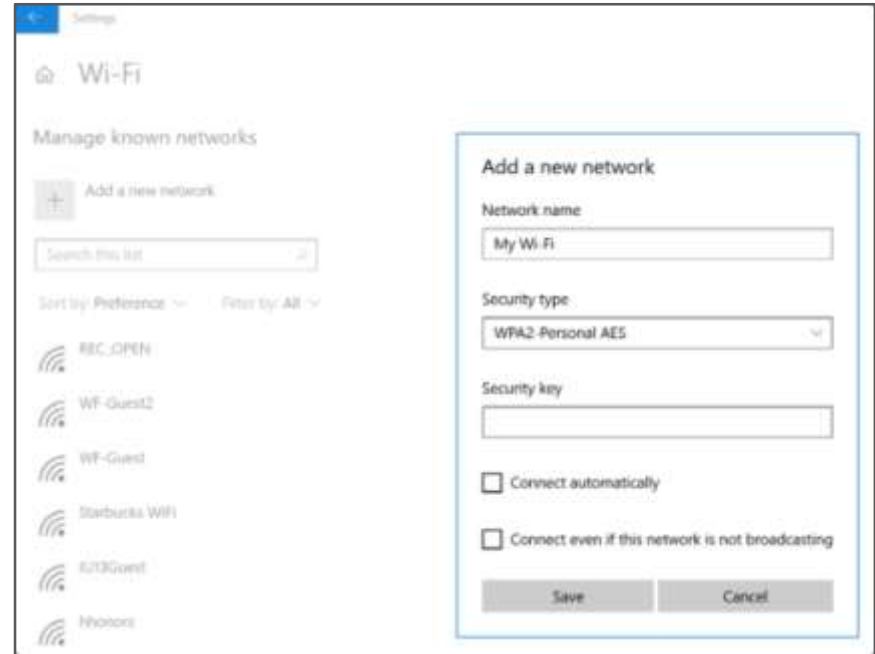 Settings
Wi-Fi
Manage known networks
Add a new network
Search this list
Sort by: Preference Filter by: All
REC_OPEN
WF-Guest2
WF-Guest
Starbucks WiFi
IU13Guest
Hhonors
Add a new network
Network name
My Wi-Fi
Security type
WPA2-Personal AES
Security key
Connect automatically
Connect even if this network is not broadcasting
Save Cancel